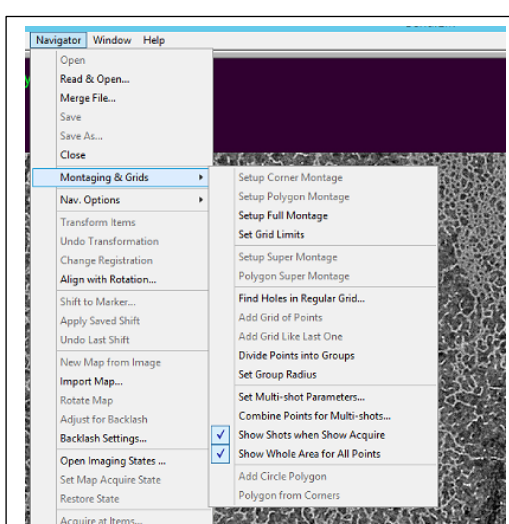 Navigator Window Help
Open
Read & Open...
Merge File...
Save
Save As...
Close
Montaging & Grids
Nav. Options
Transform Items
Undo Transformation
Change Registration
Align with Rotation...
Shift to Marker...
Apply Saved Shift
Undo Last Shift
New Map from Image
Import Map...
Rotate Map
Adjust for Backlash
Backlash Settings...
Open Imaging States ...
Set Map Acquire State
Restore State
Acquire at Items...
Setup Corner Montage
Setup Polygon Montage
Setup Full Montage
Set Grid Limits
Setup Super Montage
Polygon Super Montage
Find Holes in Regular Grid...
Add Grid of Points
Add Grid Like Last One
Divide Points into Groups
Set Group Radius
Set Multi-shot Parameters...
Combine Points for Multi-shots...
Show Shots when Show Acquire
Show Whole Area for All Points
Add Circle Polygon
Polygon from Corners